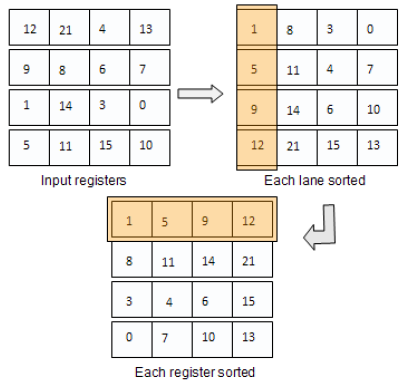 12 21 4 13
9 8 6 7
1 14 3 0
5 11 15 10
Input registers
1 8 3 0
5 11 4 7
9 14 6 10
12 21 15 13
Each lane sorted
1 5 9 12
8 11 14 21
3 4 6 15
0 7 10 13
Each register sorted